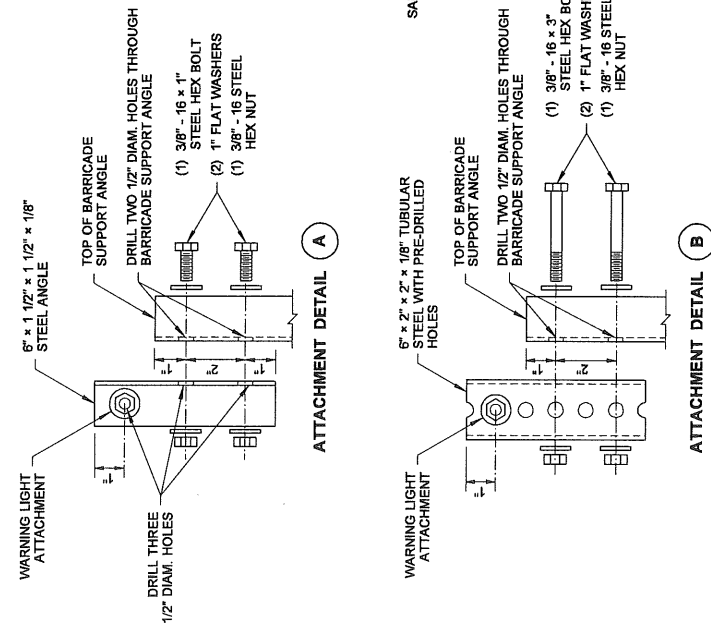 6" × 1 1/2" × 1 1/2" × 1/8"
STEEL ANGLE
WARNING LIGHT
ATTACHMENT
TOP OF BARRICADE
SUPPORT ANGLE
DRILL TWO 1/2" DIAM. HOLES THROUGH
BARRICADE SUPPORT ANGLE
(1) 3/8" - 16 × 1"
STEEL HEX BOLT
(2) 1" FLAT WASHERS
(1) 3/8" - 16 STEEL
HEX NUT
1"
1"
2"
1"
DRILL THREE
1/2" DIAM. HOLES
ATTACHMENT DETAIL A
6" × 2" × 2" × 1/8" TUBULAR
STEEL WITH PRE-DRILLED
HOLES
WARNING LIGHT
ATTACHMENT
TOP OF BARRICADE
SUPPORT ANGLE
DRILL TWO 1/2" DIAM. HOLES THROUGH
BARRICADE SUPPORT ANGLE
(1) 3/8" - 16 × 3"
STEEL HEX BO
(2) 1" FLAT WASH
(1) 3/8" - 16 STEEL
HEX NUT
1"
1"
2"
ATTACHMENT DETAIL B
SA